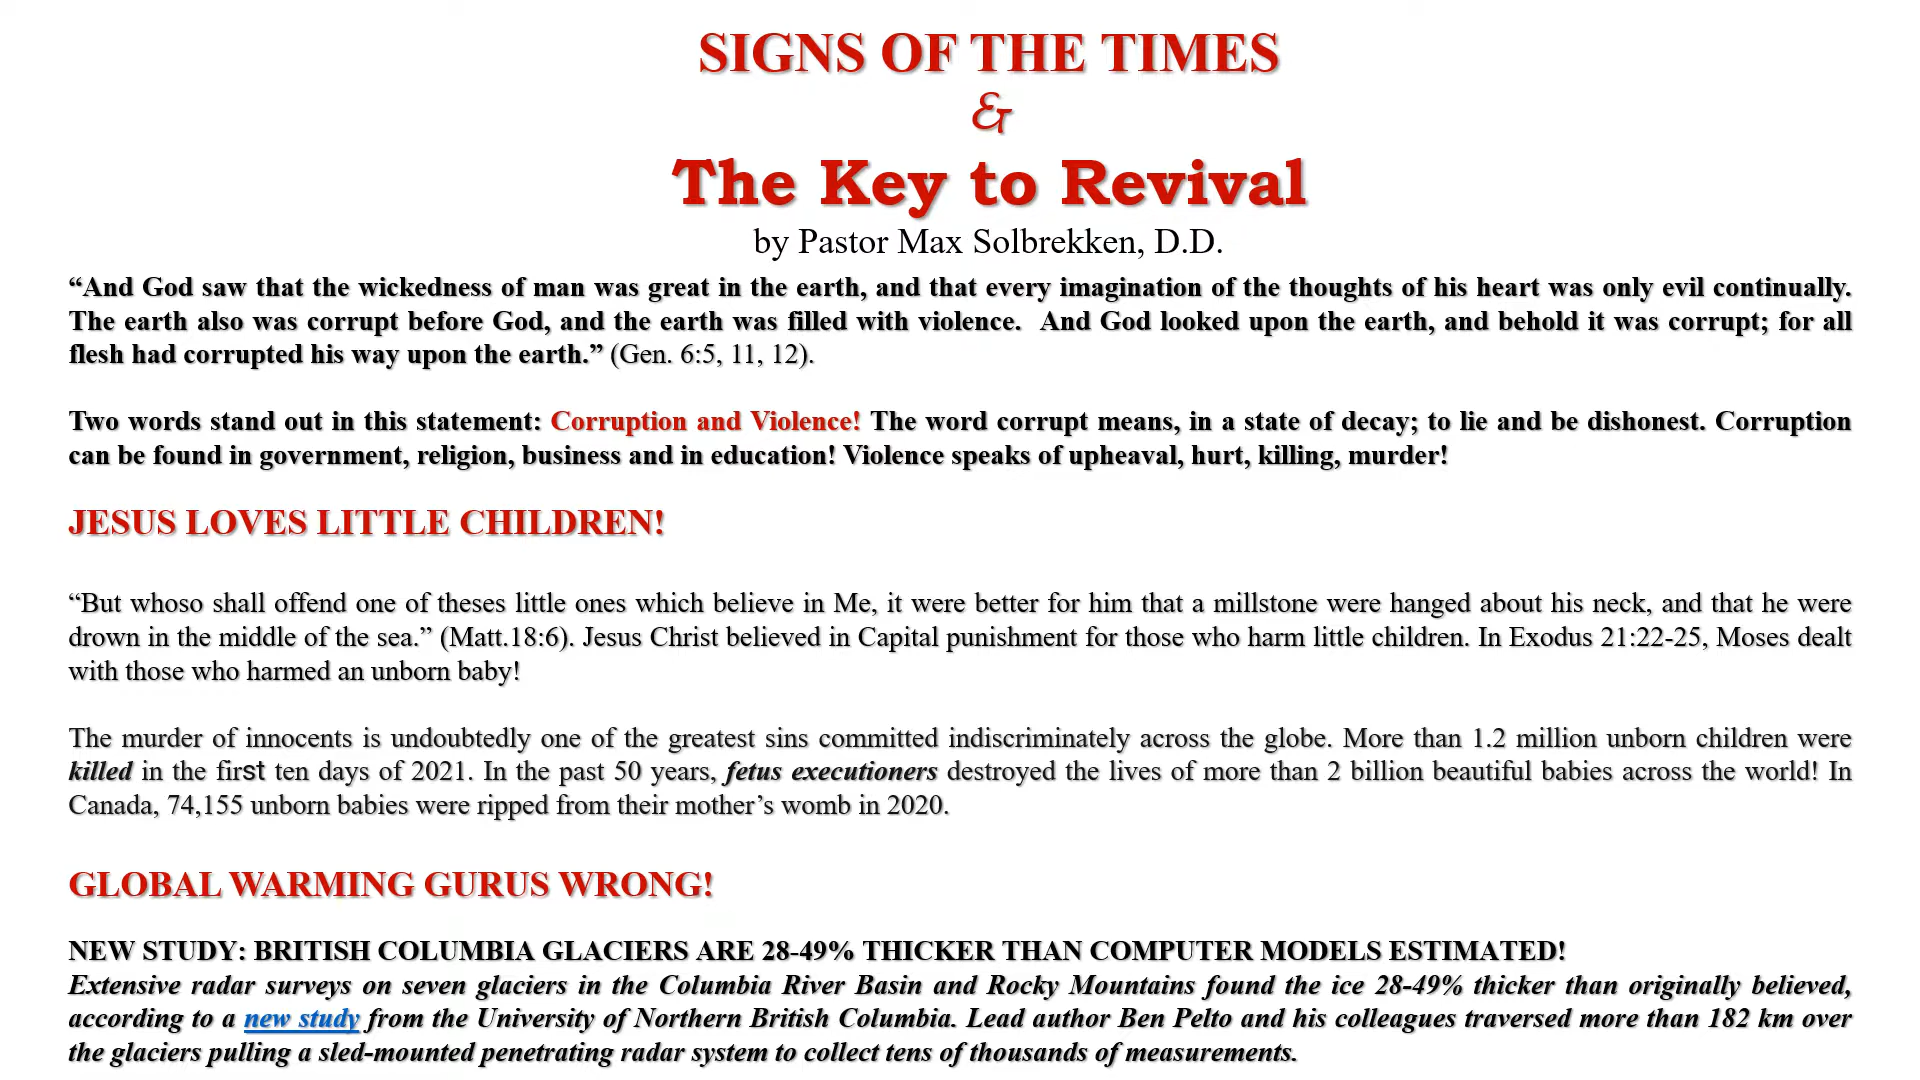 SIGNS OF THE TIMES
&
The Key to Revival
by Pastor Max Solbrekken, D.D.
“And God saw that the wickedness of man was great in the earth, and that every imagination of the thoughts of his heart was only evil continually.
The earth also was corrupt before God, and the earth was filled with violence.  And God looked upon the earth, and behold it was corrupt; for all
flesh had corrupted his way upon the earth.” (Gen. 6:5, 11, 12).
Two words stand out in this statement: Corruption and Violence! The word corrupt means, in a state of decay; to lie and be dishonest. Corruption
can be found in government, religion, business and in education! Violence speaks of upheaval, hurt, killing, murder!
JESUS LOVES LITTLE CHILDREN!
“But whoso shall offend one of theses little ones which believe in Me, it were better for him that a millstone were hanged about his neck, and that he were
drown in the middle of the sea.” (Matt.18:6). Jesus Christ believed in Capital punishment for those who harm little children. In Exodus 21:22-25, Moses dealt
with those who harmed an unborn baby!
The murder of innocents is undoubtedly one of the greatest sins committed indiscriminately across the globe. More than 1.2 million unborn children were
killed in the first ten days of 2021. In the past 50 years, fetus executioners destroyed the lives of more than 2 billion beautiful babies across the world! In
Canada, 74,155 unborn babies were ripped from their mother’s womb in 2020.
GLOBAL WARMING GURUS WRONG!
NEW STUDY: BRITISH COLUMBIA GLACIERS ARE 28-49% THICKER THAN COMPUTER MODELS ESTIMATED!
Extensive radar surveys on seven glaciers in the Columbia River Basin and Rocky Mountains found the ice 28-49% thicker than originally believed,
according to a new study from the University of Northern British Columbia. Lead author Ben Pelto and his colleagues traversed more than 182 km over
the glaciers pulling a sled-mounted penetrating radar system to collect tens of thousands of measurements.